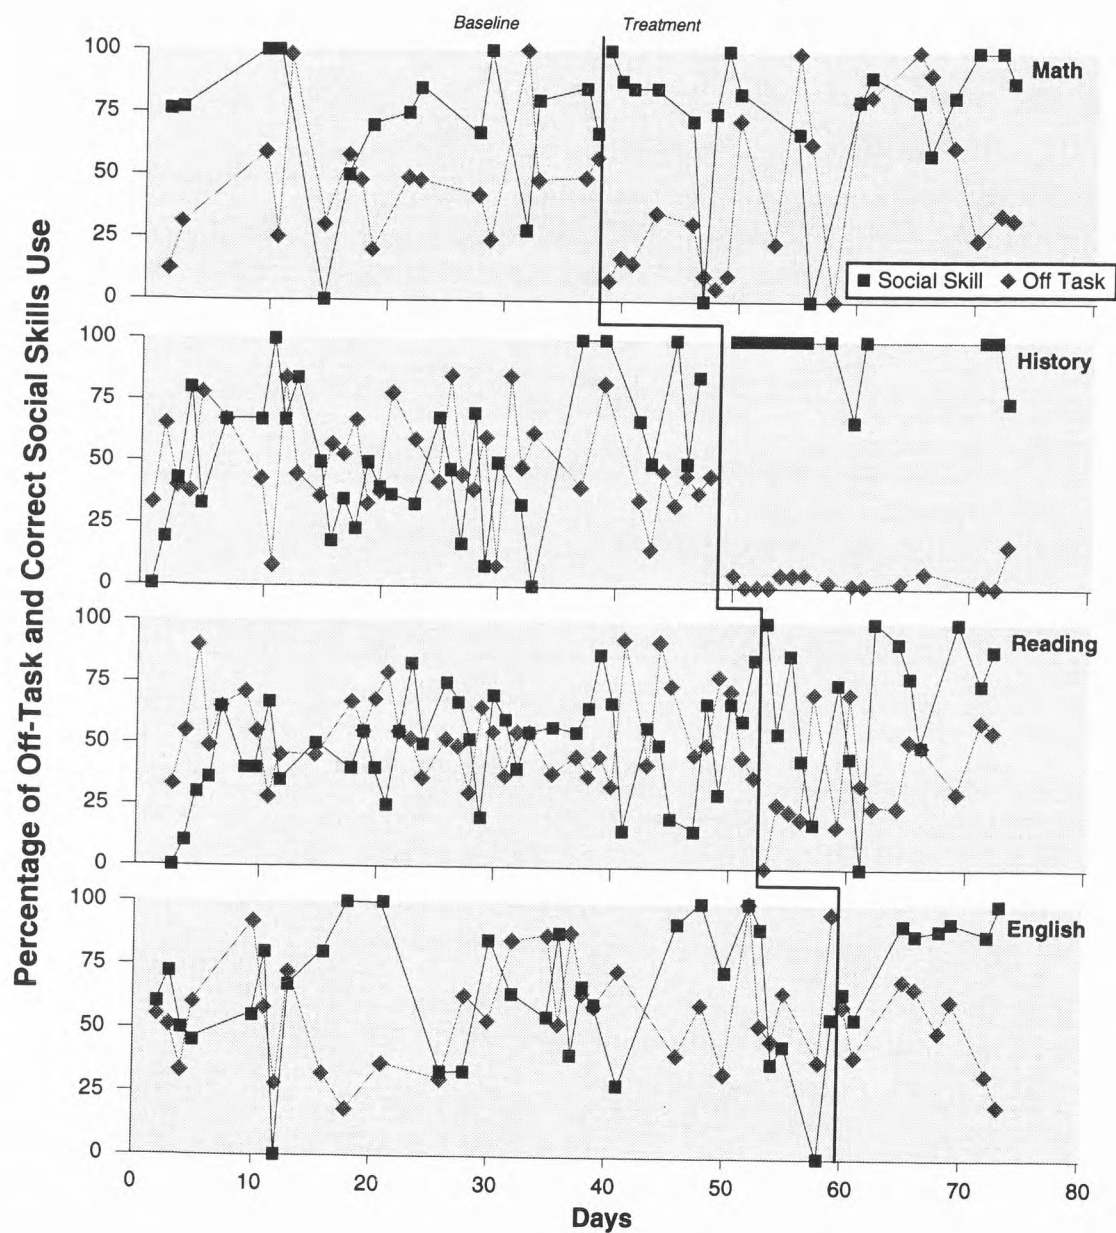 Baseline Treatment
Percentage of Off-Task and Correct Social Skills Use
100
75
50
25
0
Math
Social Skill Off Task
100
75
50
25
0
History
100
75
50
25
0
Reading
100
75
50
25
0
English
0 10 20 30 40 50 60 70 80
Days